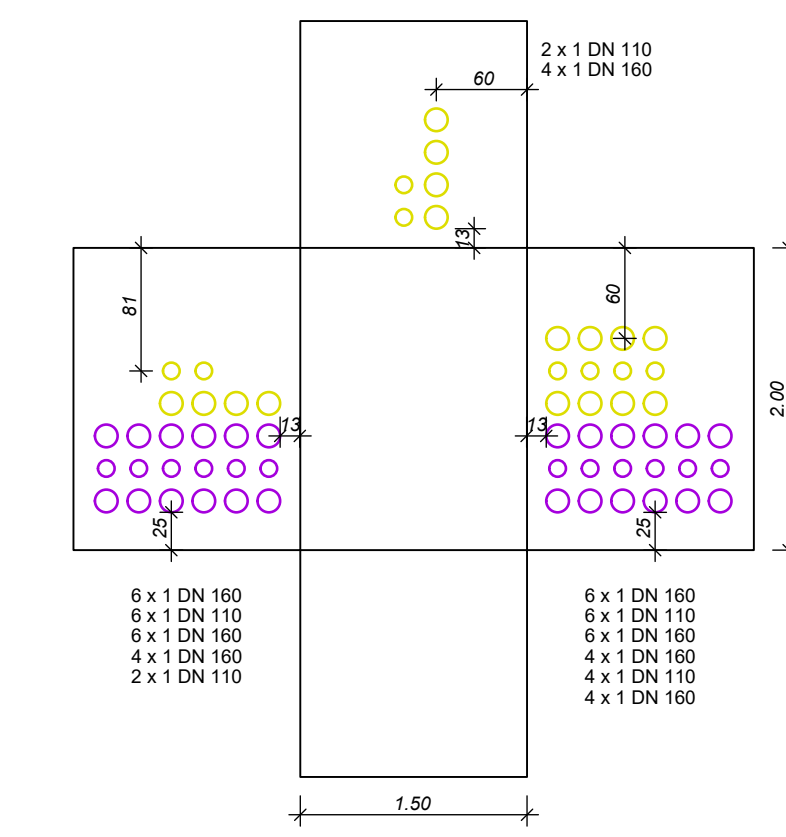 2 x 1 DN 110
4 x 1 DN 160
60
13
81
60
2.00
13
13
25
25
6 x 1 DN 160
6 x 1 DN 110
6 x 1 DN 160
4 x 1 DN 160
2 x 1 DN 110
6 x 1 DN 160
6 x 1 DN 110
6 x 1 DN 160
4 x 1 DN 160
4 x 1 DN 110
4 x 1 DN 160
1.50